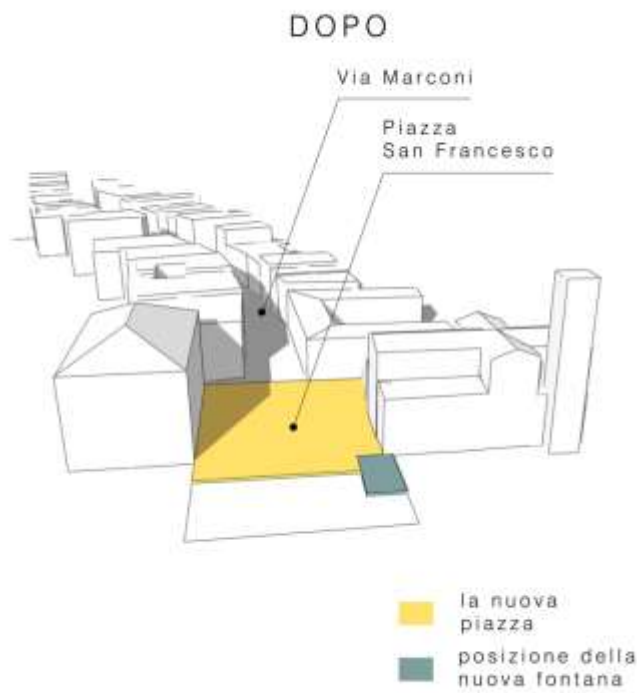 DOPO
Via Marconi
Piazza
San Francesco
la nuova
piazza
posizione della
nuova fontana